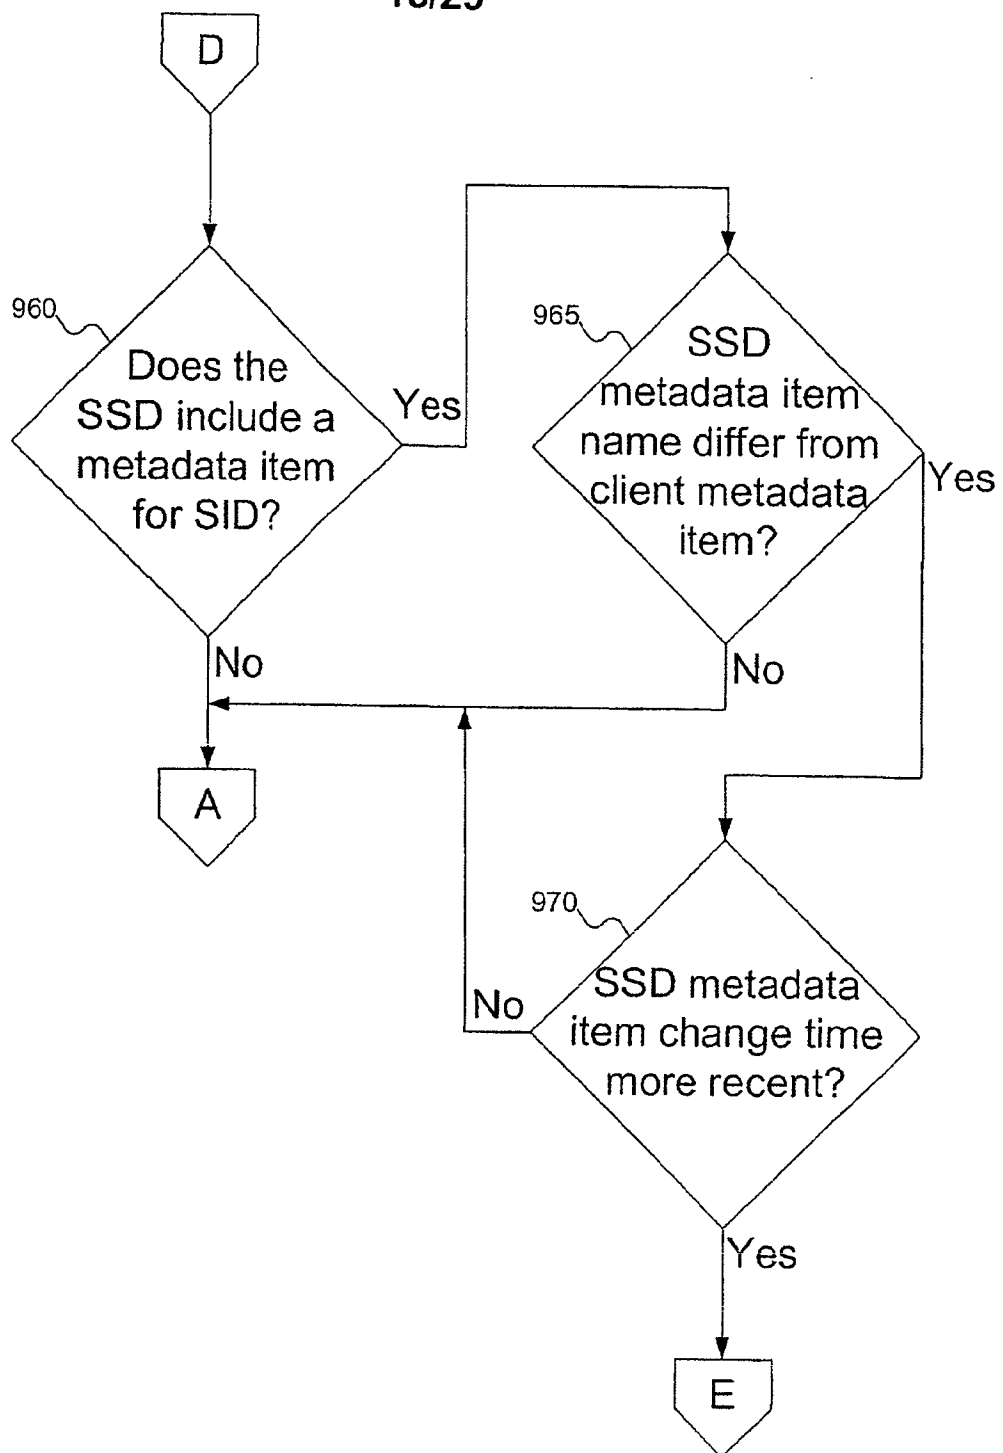 D
960
Does the
SSD include a
metadata item
for SID?
Yes
No
A
965
SSD
metadata item
name differ from
client metadata
item?
Yes
No
970
SSD metadata
item change time
more recent?
No
Yes
E